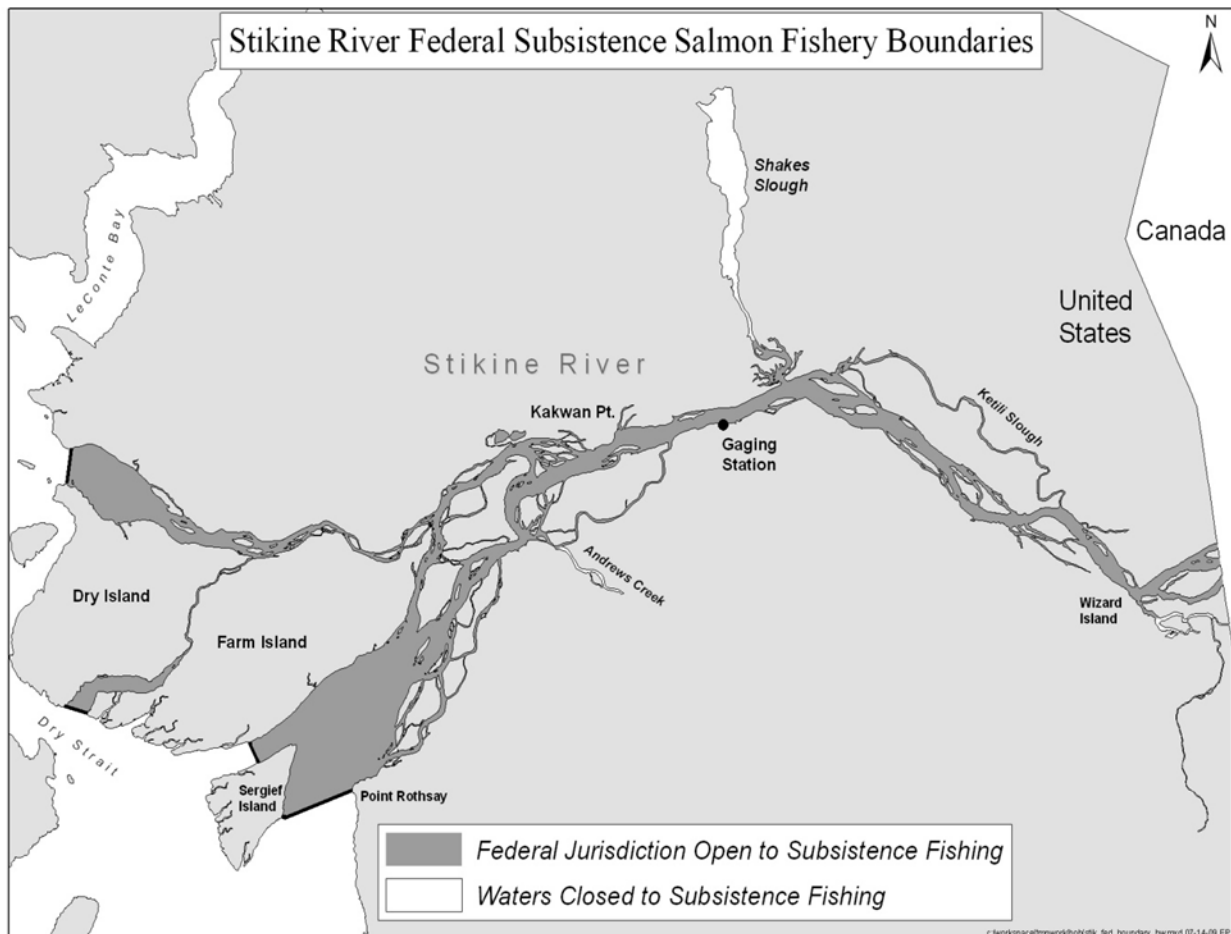 Stikine River Federal Subsistence Salmon Fishery Boundaries
N
Shakes
Slough
Canada
LeConte Bay
United
States
Stikine River
Kakwan Pt.
Ketili Slough
Gaging
Station
Andrews Creek
Dry Island
Wizard
Island
Farm Island
Dry Strait
Sergief
Island
Point Rothsay
Federal Jurisdiction Open to Subsistence Fishing
Waters Closed to Subsistence Fishing